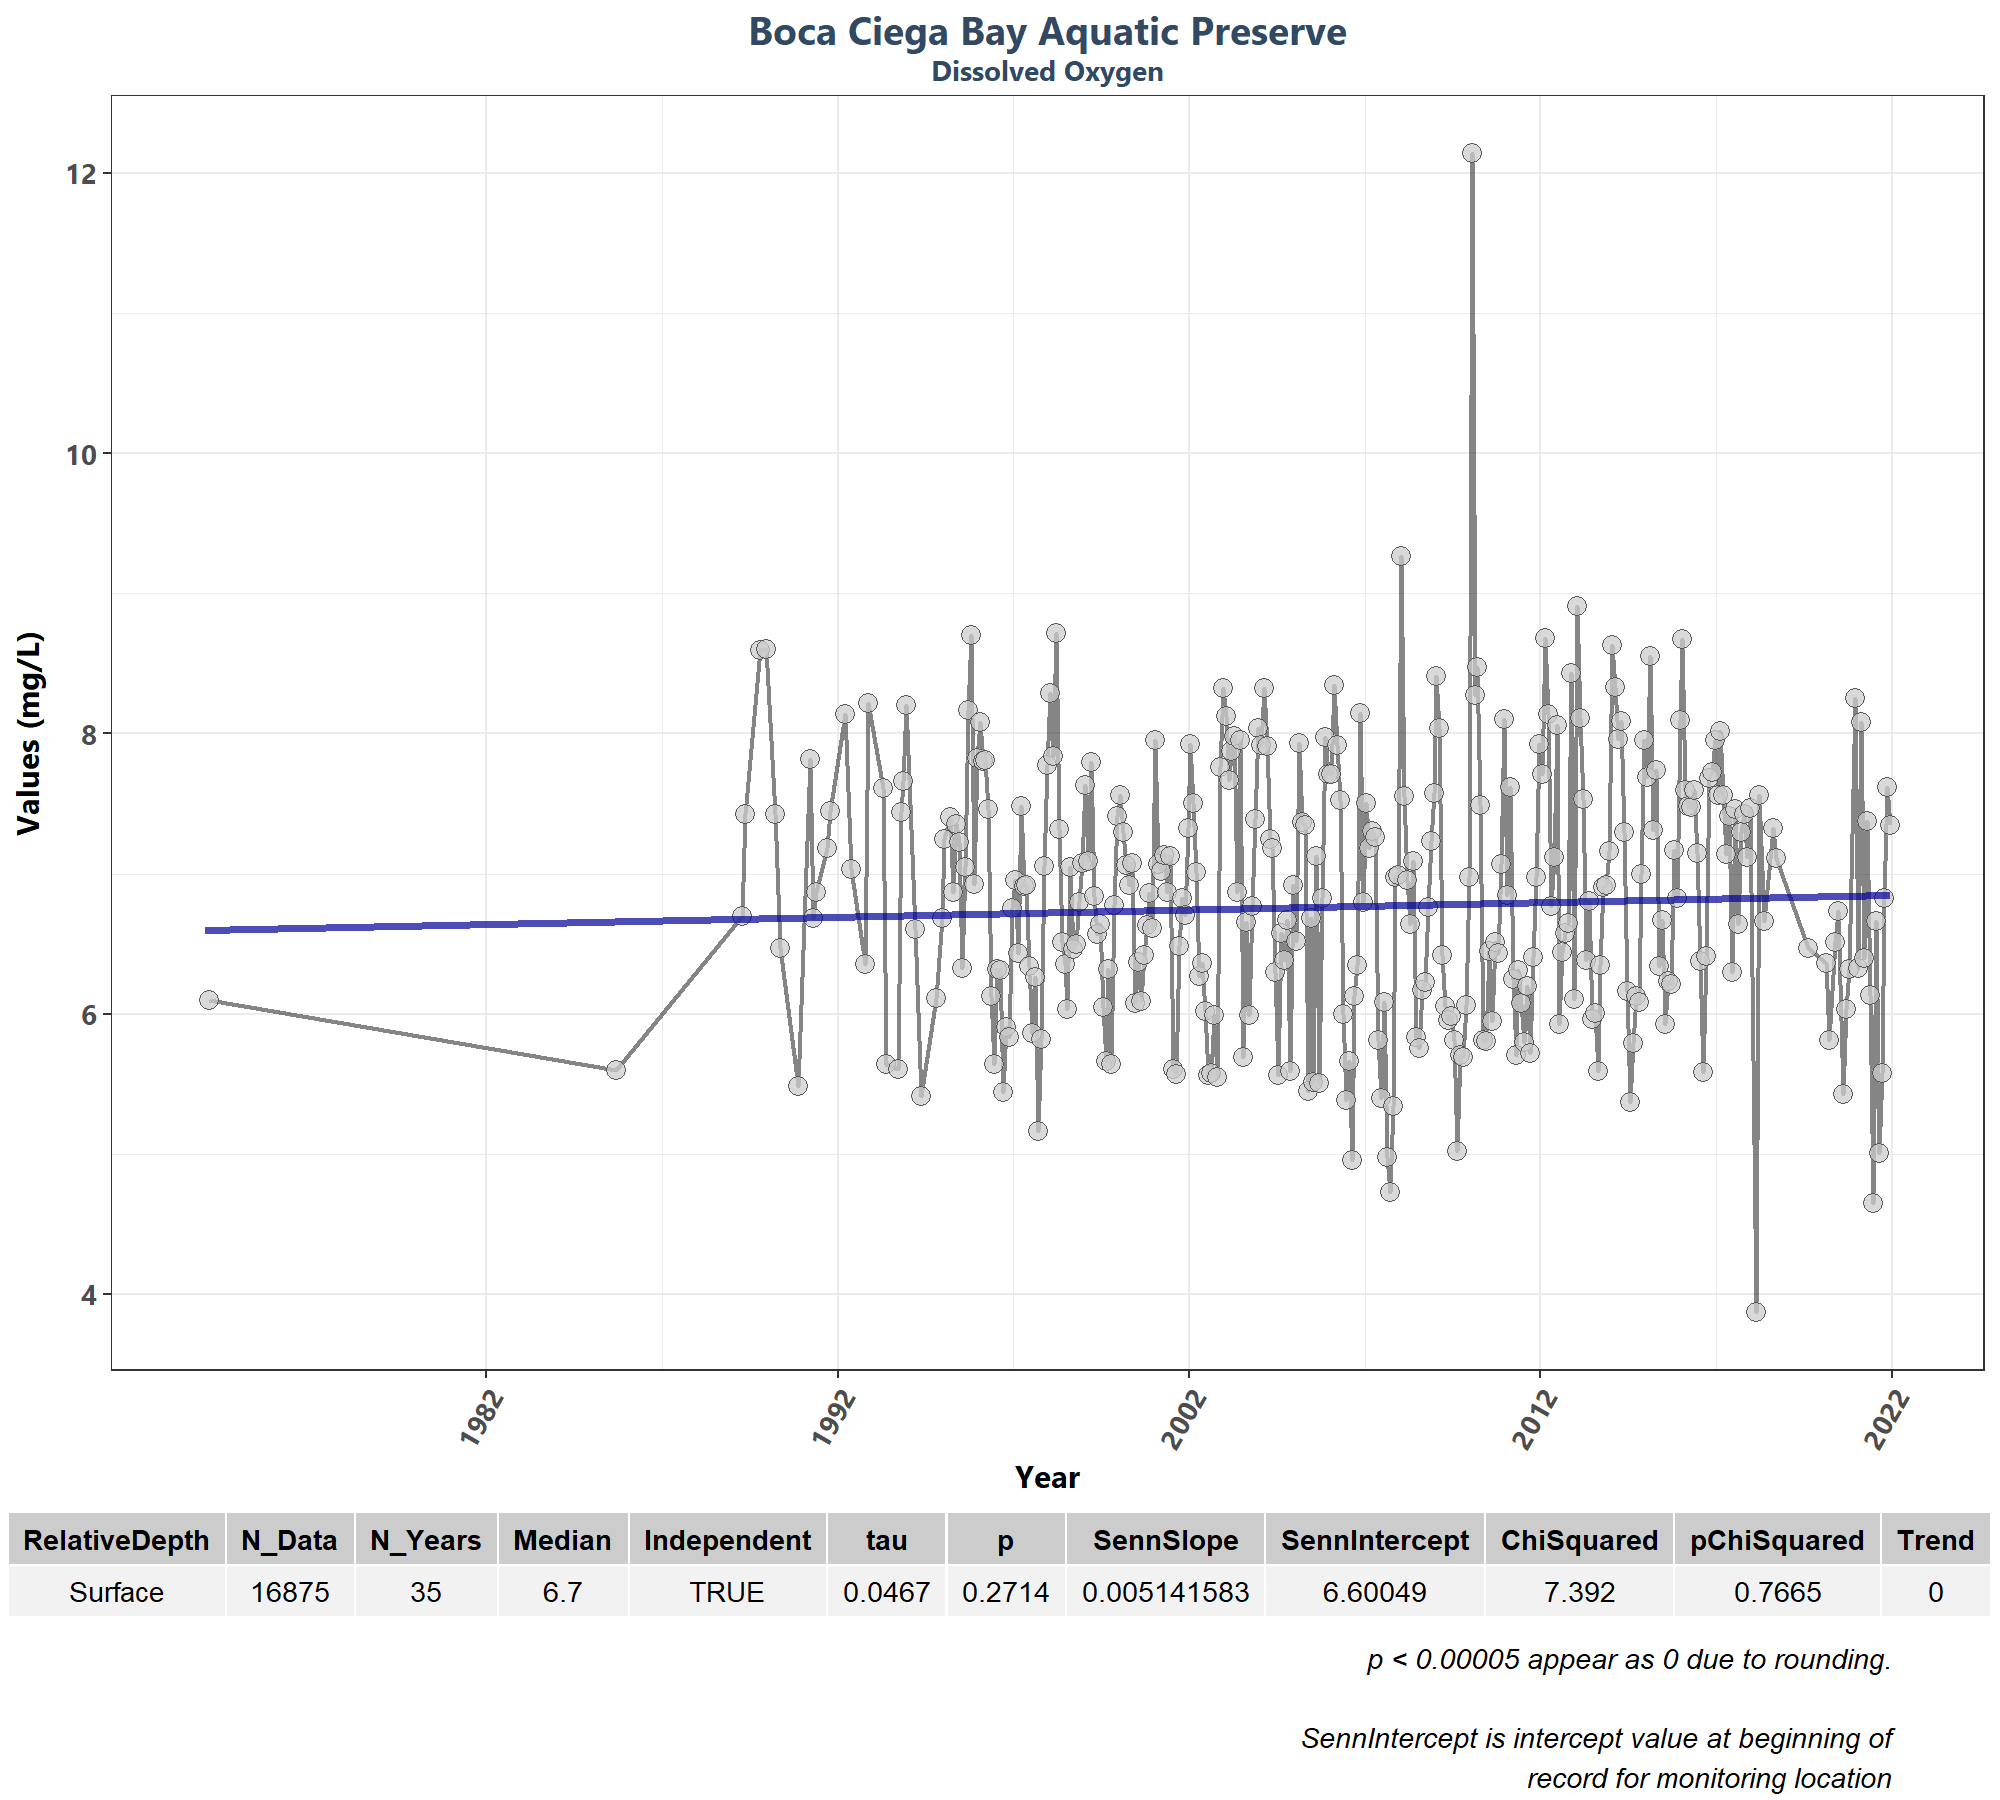 Boca Ciega Bay Aquatic Preserve
Dissolved Oxygen
12
10
8
6
4
Values (mg/L)
1982
1992
2002
2012
2022
Year
RelativeDepth N_Data N_Years Median Independent tau p SennSlope SennIntercept ChiSquared pChiSquared Trend
Surface 16875 35 6.7 TRUE 0.0467 0.2714 0.005141583 6.60049 7.392 0.7665 0
p < 0.00005 appear as 0 due to rounding.
SennIntercept is intercept value at beginning of
record for monitoring location